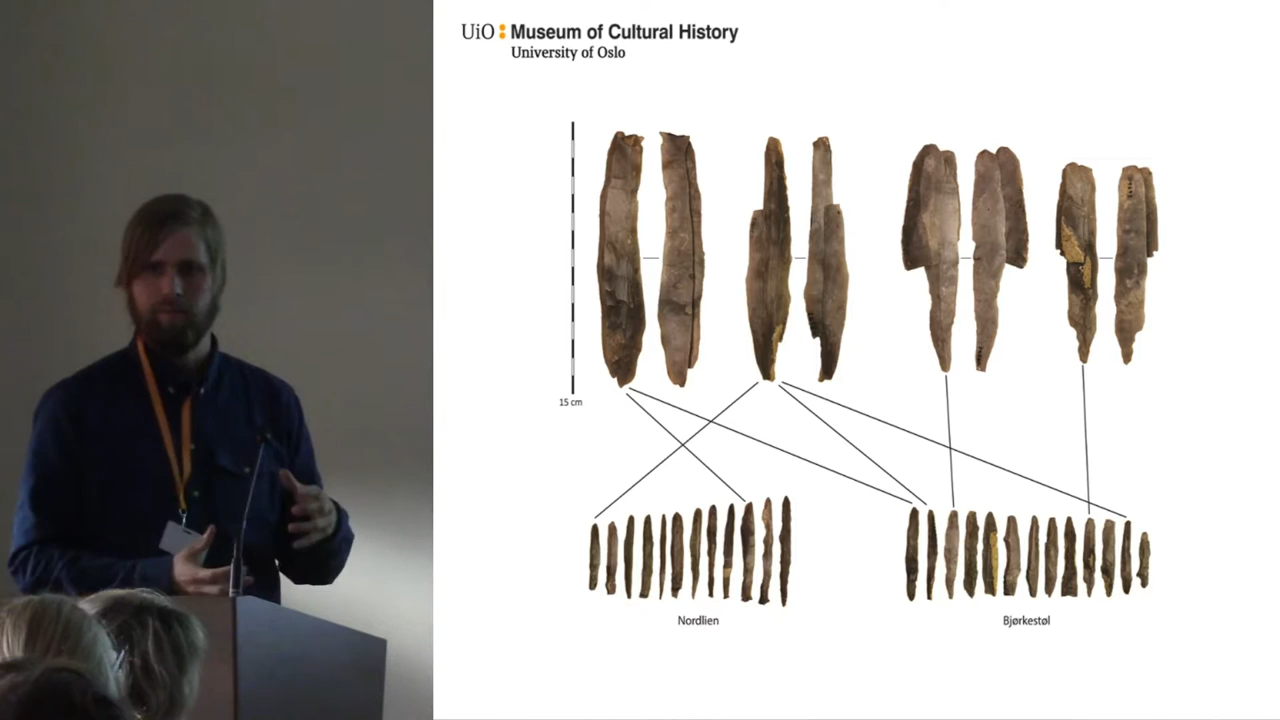 UiO : Museum of Cultural History
University of Oslo
15 cm
Nordlien
Bjørkestøl